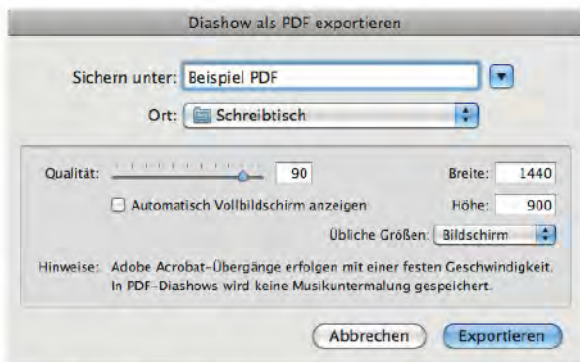 Diashow als PDF exportieren
Sichern unter: Beispiel PDF
Ort: Schreibtisch
Qualität: 90 Breite: 1440
Automatisch Vollbildschirm anzeigen Höhe: 900
Übliche Größen: Bildschirm
Hinweise: Adobe Acrobat-Übergänge erfolgen mit einer festen Geschwindigkeit.
In PDF-Diashows wird keine Musikuntermalung gespeichert.
Abbrechen Exportieren